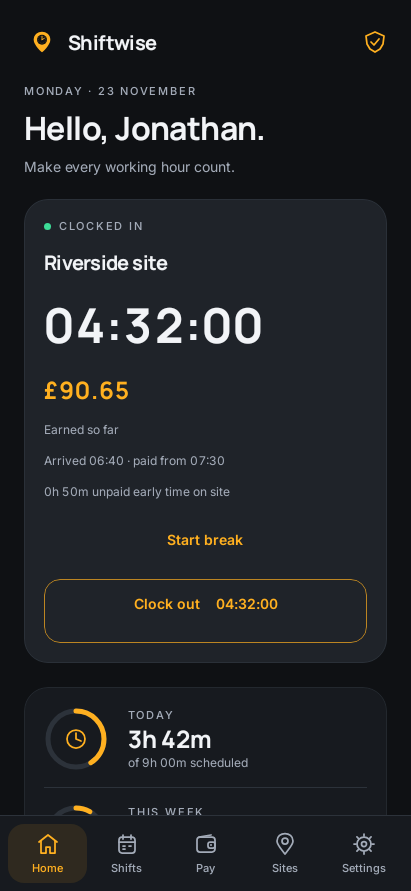 Shiftwise
MONDAY · 23 NOVEMBER
Hello, Jonathan.
Make every working hour count.
CLOCKED IN
Riverside site
04:32:00
£90.65
Earned so far
Arrived 06:40 · paid from 07:30
0h 50m unpaid early time on site
Start break
Clock out 04:32:00
TODAY
3h 42m
of 9h 00m scheduled
THIS WEEK
Home Shifts Pay Sites Settings